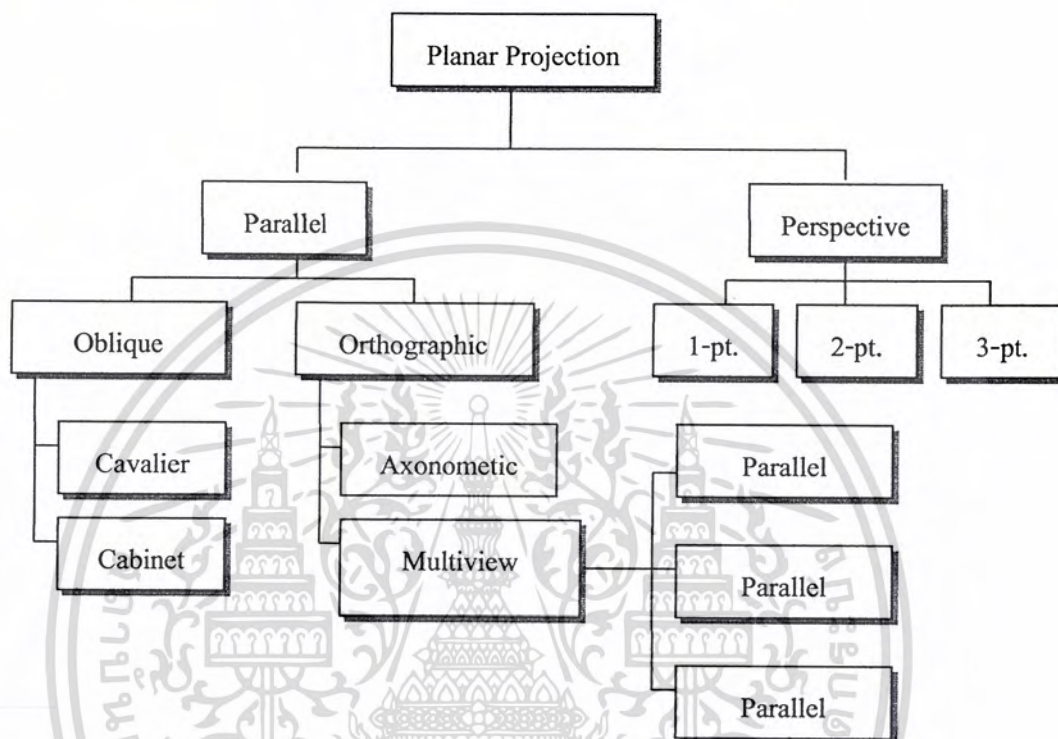 Planar Projection
Parallel
Perspective
Oblique
Orthographic
1-pt.
2-pt.
3-pt.
Cavalier
Axonometic
Parallel
Cabinet
Multiview
Parallel
Parallel